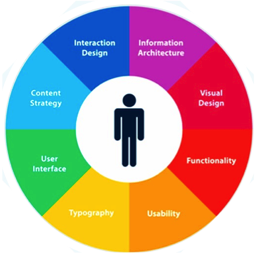 Interaction
Design
Information
Architecture
Visual
Design
Functionality
Usability
Typography
User
Interface
Content
Strategy